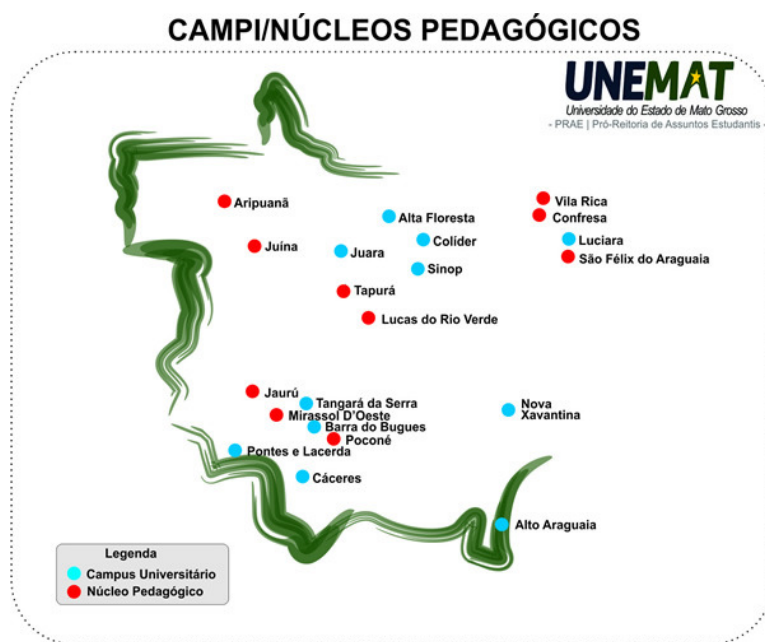 CAMPI/NÚCLEOS PEDAGÓGICOS
UNEMAT
Universidade do Estado de Mato Grosso
- PRAE | Pró-Reitoria de Assuntos Estudantis -
Aripuanã
Vila Rica
Alta Floresta
Confresa
Juína
Juara
Colíder
Luciara
Sinop
São Félix do Araguaia
Tapurá
Lucas do Rio Verde
Jaurú
Tangará da Serra
Nova
Xavantina
Mirassol D'Oeste
Barra do Bugues
Poconé
Pontes e Lacerda
Cáceres
Alto Araguaia
Legenda
Campus Universitário
Núcleo Pedagógico